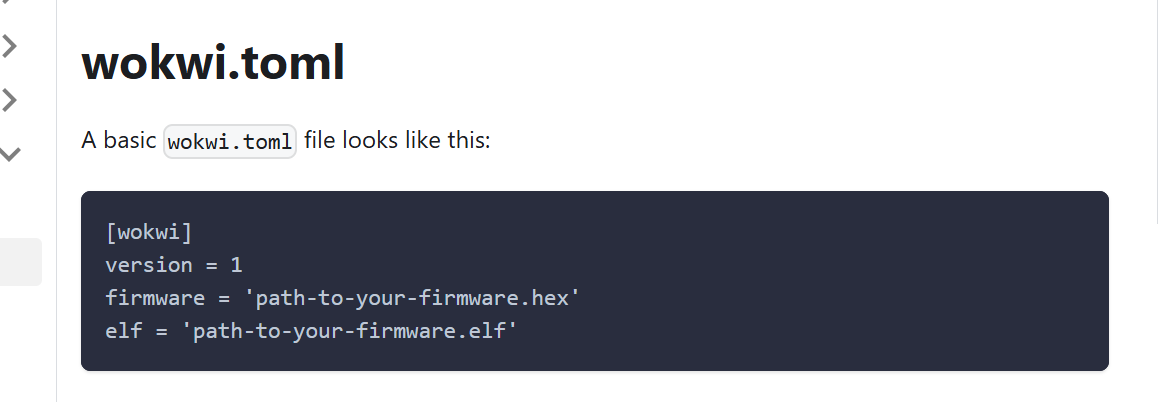 wokwi.toml
A basic wokwi.toml file looks like this:
[wokwi]
version = 1
firmware = 'path-to-your-firmware.hex'
elf = 'path-to-your-firmware.elf'